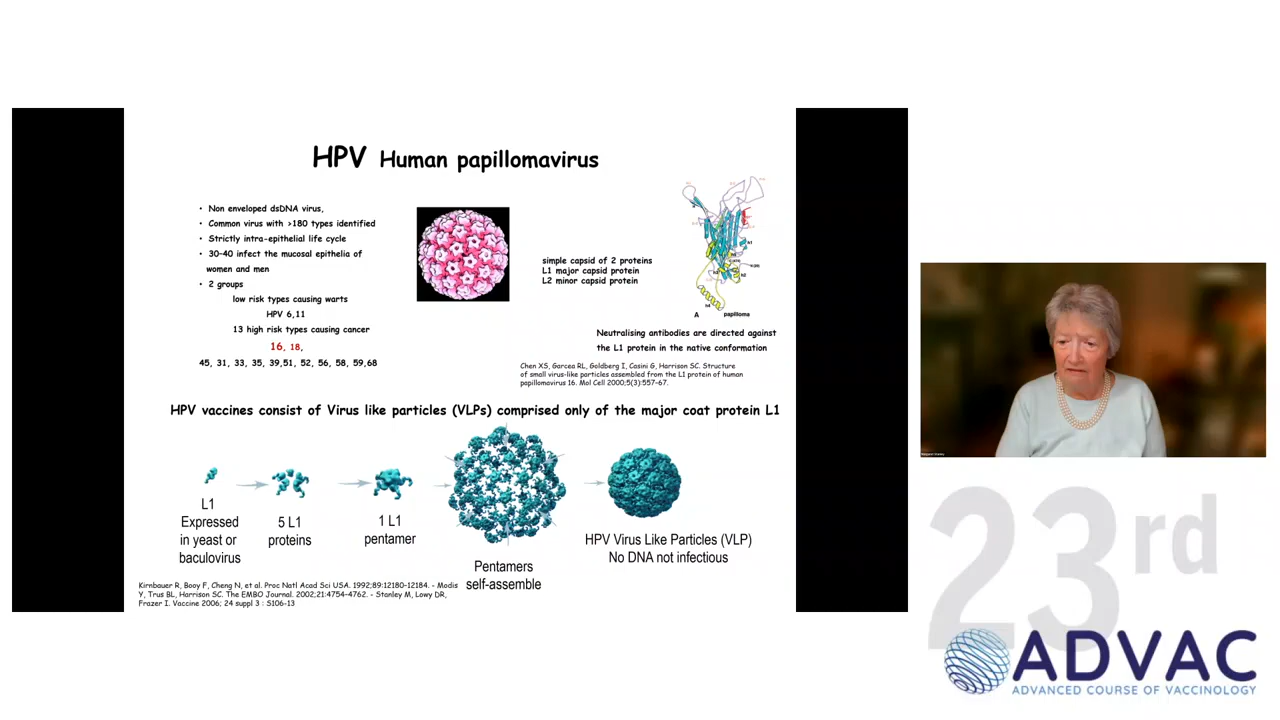 HPV Human papillomavirus
• Non enveloped dsDNA virus,
• Common virus with >180 types identified
• Strictly intra-epithelial life cycle
• 30-40 infect the mucosal epithelia of
women and men
• 2 groups
low risk types causing warts
HPV 6,11
13 high risk types causing cancer
16, 18,
45, 31, 33, 35, 39,51, 52, 56, 58, 59,68
simple capsid of 2 proteins
L1 major capsid protein
L2 minor capsid protein
A papilloma
Neutralising antibodies are directed against
the L1 protein in the native conformation
Chen XS, Garcea RL, Goldberg I, Casini G, Harrison SC. Structure
of small virus-like particles assembled from the L1 protein of human
papillomavirus 16. Mol Cell 2000;5(3):557-67.
HPV vaccines consist of Virus like particles (VLPs) comprised only of the major coat protein L1
L1
Expressed
in yeast or
baculovirus
5 L1
proteins
1 L1
pentamer
Pentamers
self-assemble
HPV Virus Like Particles (VLP)
No DNA not infectious
Kirnbauer R, Booy F, Cheng N, et al. Proc Natl Acad Sci USA. 1992;89:12180-12184. - Modis
Y, Trus BL, Harrison SC. The EMBO Journal. 2002;21:4754-4762. - Stanley M, Lowy DR,
Frazer I. Vaccine 2006; 24 suppl 3 : S106-13
Margaret Stanley
23rd
ADVAC
ADVANCED COURSE OF VACCINOLOGY